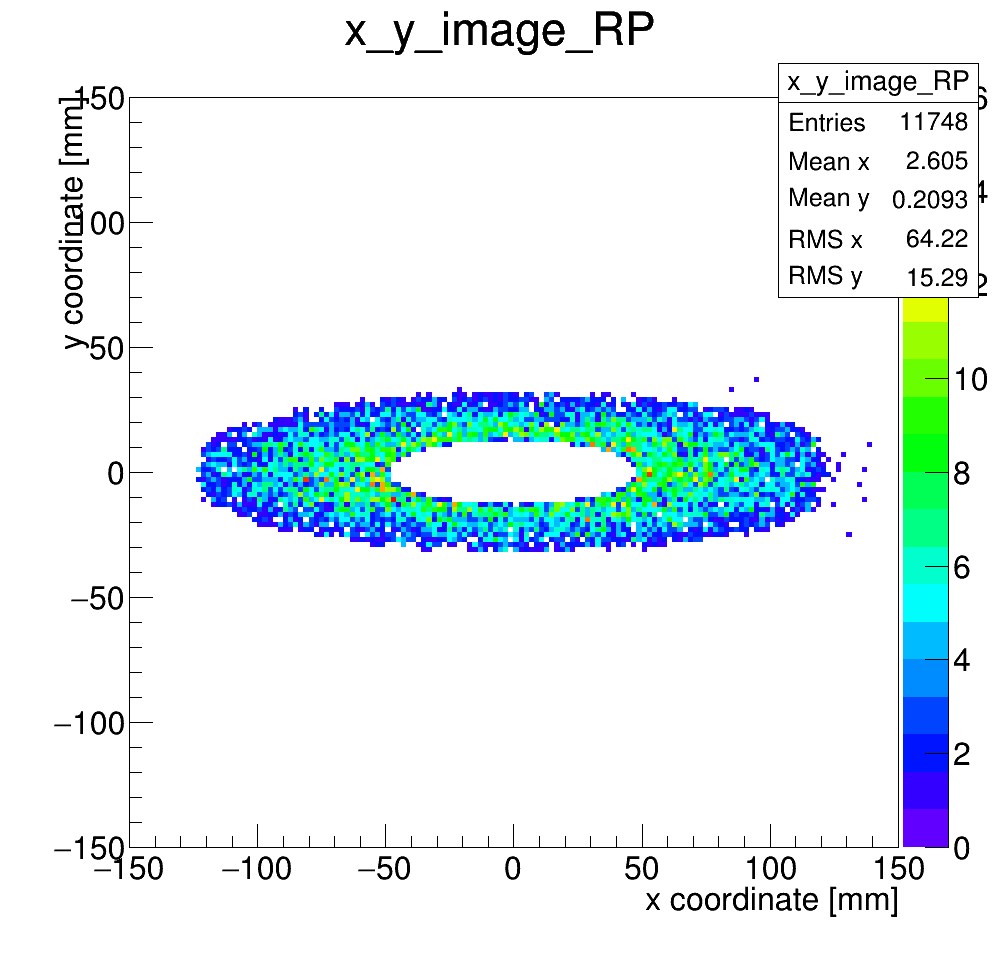 x_y_image_RP
x_y_image_RP
Entries 11748
Mean x 2.605
Mean y 0.2093
RMS x 64.22
RMS y 15.29
y coordinate [mm]
150
100
50
0
−50
−100
−150
−150 −100 −50 0 50 100 150
x coordinate [mm]
10
8
6
4
2
0